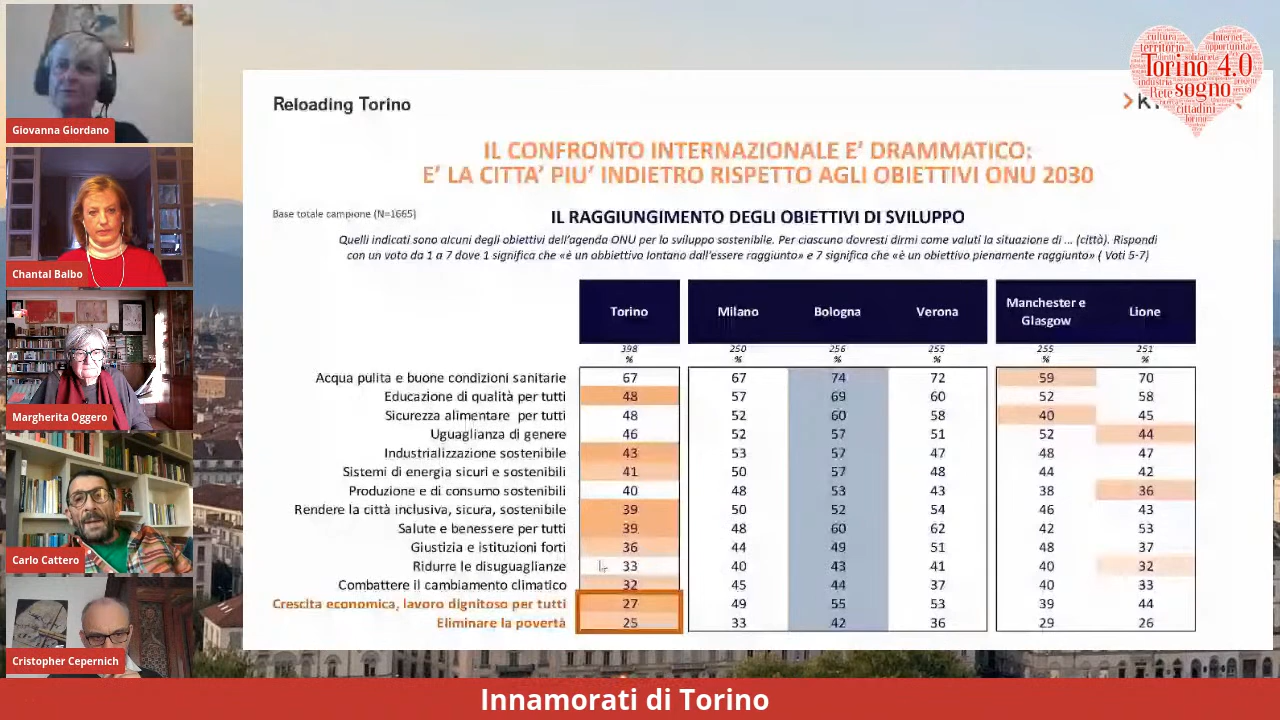 Giovanna Giordano
Chantal Balbo
Margherita Oggero
Carlo Cattero
Cristopher Cepernich
cultura
Internet
territorio
opportunità
Torino 4.0
industria
Rete sogno
cittadini
Torino
Reloading Torino
IL CONFRONTO INTERNAZIONALE E' DRAMMATICO:
E' LA CITTA' PIU' INDIETRO RISPETTO AGLI OBIETTIVI ONU 2030
Base totale campione (N=1665)
IL RAGGIUNGIMENTO DEGLI OBIETTIVI DI SVILUPPO
Quelli indicati sono alcuni degli obiettivi dell'agenda ONU per lo sviluppo sostenibile. Per ciascuno dovresti dirmi come valuti la situazione di ... (città). Rispondi
con un voto da 1 a 7 dove 1 significa che «è un obbiettivo lontano dall'essere raggiunto» e 7 significa che «è un obiettivo pienamente raggiunto» ( Voti 5-7)
Torino Milano Bologna Verona Manchester e Glasgow Lione
398 250 256 255 255 251
% % % % % %
Acqua pulita e buone condizioni sanitarie 67 67 74 72 59 70
Educazione di qualità per tutti 48 57 69 60 52 58
Sicurezza alimentare per tutti 48 52 60 58 40 45
Uguaglianza di genere 46 52 57 51 52 44
Industrializzazione sostenibile 43 53 57 47 48 47
Sistemi di energia sicuri e sostenibili 41 50 57 48 44 42
Produzione e di consumo sostenibili 40 48 53 43 38 36
Rendere la città inclusiva, sicura, sostenibile 39 50 52 54 46 43
Salute e benessere per tutti 39 48 60 62 42 53
Giustizia e istituzioni forti 36 44 49 51 48 37
Ridurre le disuguaglianze 33 40 43 41 40 32
Combattere il cambiamento climatico 32 45 44 37 40 33
Crescita economica, lavoro dignitoso per tutti 27 49 55 53 39 44
Eliminare la povertà 25 33 42 36 29 26
Innamorati di Torino